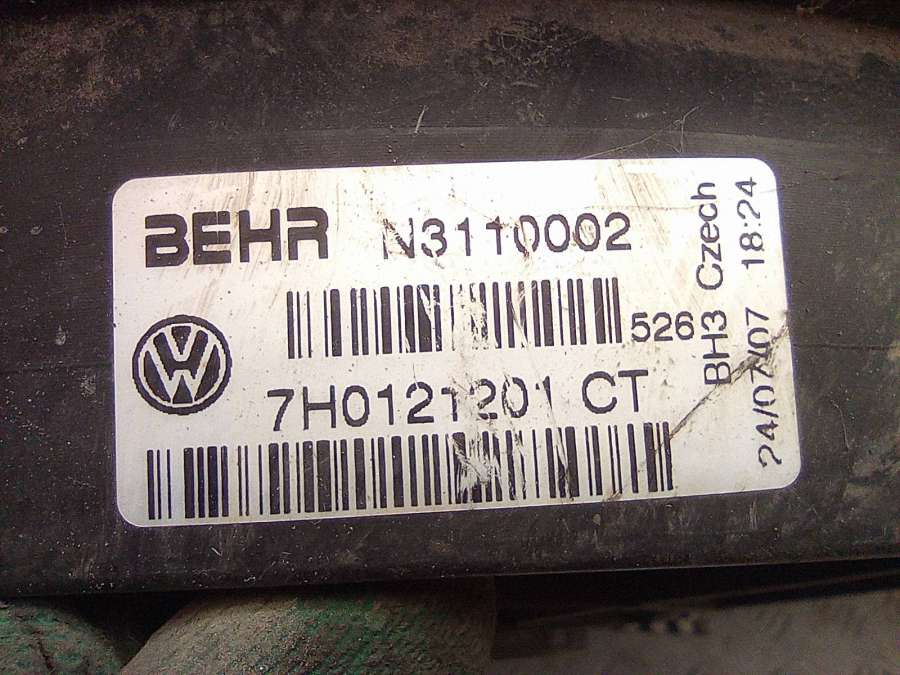 BEHR N3110002
526
7H0121201 CT
BH3 Czech
24/07/07 18:24